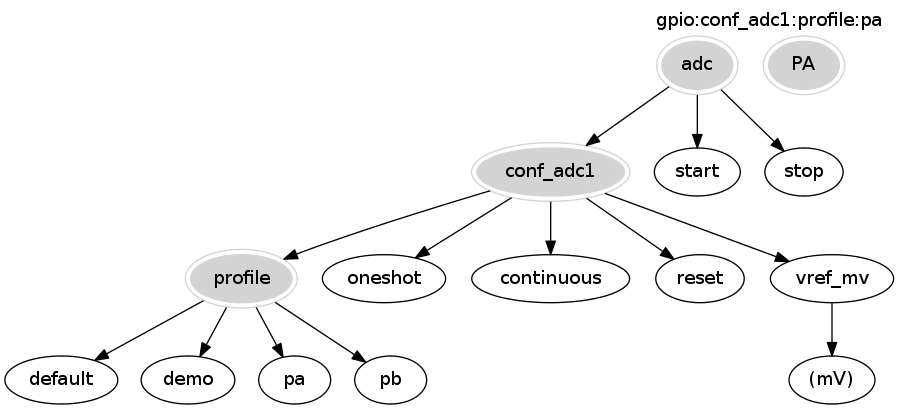 gpio:conf_adc1:profile:pa
adc
PA
conf_adc1
start
stop
profile
oneshot
continuous
reset
vref_mv
default
demo
pa
pb
(mV)